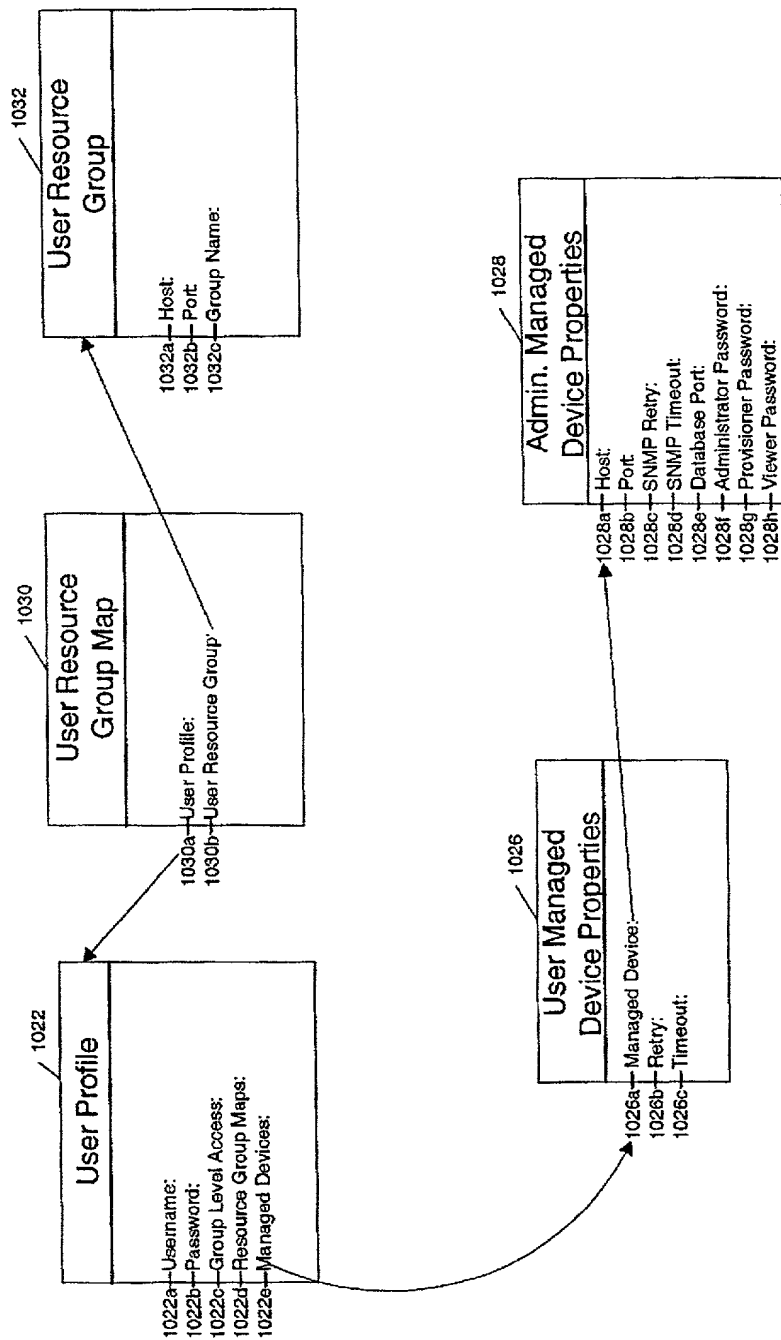 1022
User Profile
1022a Username:
1022b Password:
1022c Group Level Access:
1022d Resource Group Maps:
1022e Managed Devices:
1030
User Resource
Group Map
1030a User Profile:
1030b User Resource Group:
1032
User Resource
Group
1032a Host:
1032b Port:
1032c Group Name:
1026
User Managed
Device Properties
1026a Managed Device:
1026b Retry:
1026c Timeout:
1028
Admin. Managed
Device Properties
1028a Host:
1028b Port:
1028c SNMP Retry:
1028d SNMP Timeout:
1028e Database Port:
1028f Administrator Password:
1028g Provisioner Password:
1028h Viewer Password: